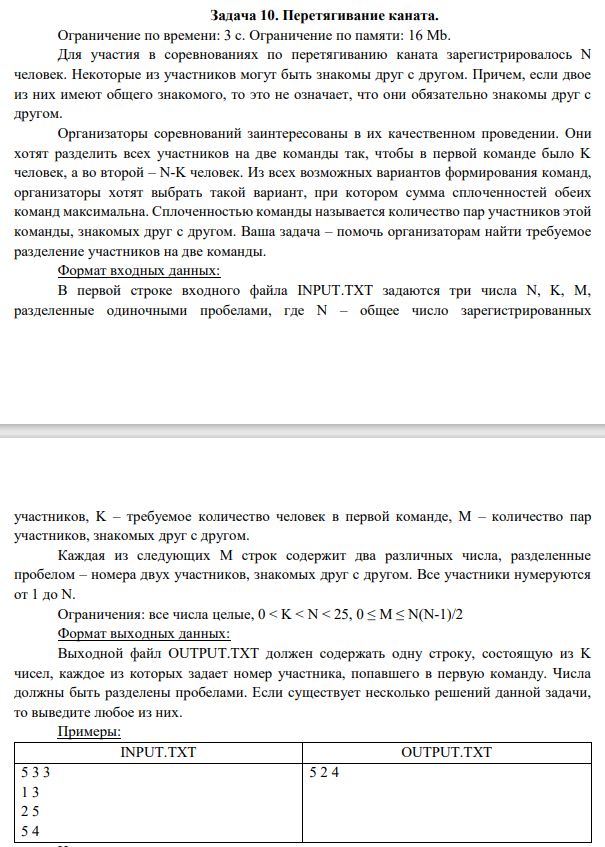 Задача 10. Перетягивание каната.
Ограничение по времени: 3 с. Ограничение по памяти: 16 Mb.
Для участия в соревнованиях по перетягиванию каната зарегистрировалось N
человек. Некоторые из участников могут быть знакомы друг с другом. Причем, если двое
из них имеют общего знакомого, то это не означает, что они обязательно знакомы друг с
другом.
Организаторы соревнований заинтересованы в их качественном проведении. Они
хотят разделить всех участников на две команды так, чтобы в первой команде было K
человек, а во второй – N-K человек. Из всех возможных вариантов формирования команд,
организаторы хотят выбрать такой вариант, при котором сумма сплоченностей обеих
команд максимальна. Сплоченностью команды называется количество пар участников этой
команды, знакомых друг с другом. Ваша задача – помочь организаторам найти требуемое
разделение участников на две команды.
Формат входных данных:
В первой строке входного файла INPUT.TXT задаются три числа N, K, M,
разделенные одиночными пробелами, где N – общее число зарегистрированных
участников, K – требуемое количество человек в первой команде, M – количество пар
участников, знакомых друг с другом.
Каждая из следующих M строк содержит два различных числа, разделенные
пробелом – номера двух участников, знакомых друг с другом. Все участники нумеруются
от 1 до N.
Ограничения: все числа целые, 0 < K < N < 25, 0 ≤ M ≤ N(N-1)/2
Формат выходных данных:
Выходной файл OUTPUT.TXT должен содержать одну строку, состоящую из K
чисел, каждое из которых задает номер участника, попавшего в первую команду. Числа
должны быть разделены пробелами. Если существует несколько решений данной задачи,
то выведите любое из них.
Примеры:
INPUT.TXT OUTPUT.TXT
5 3 3 5 2 4
1 3
2 5
5 4